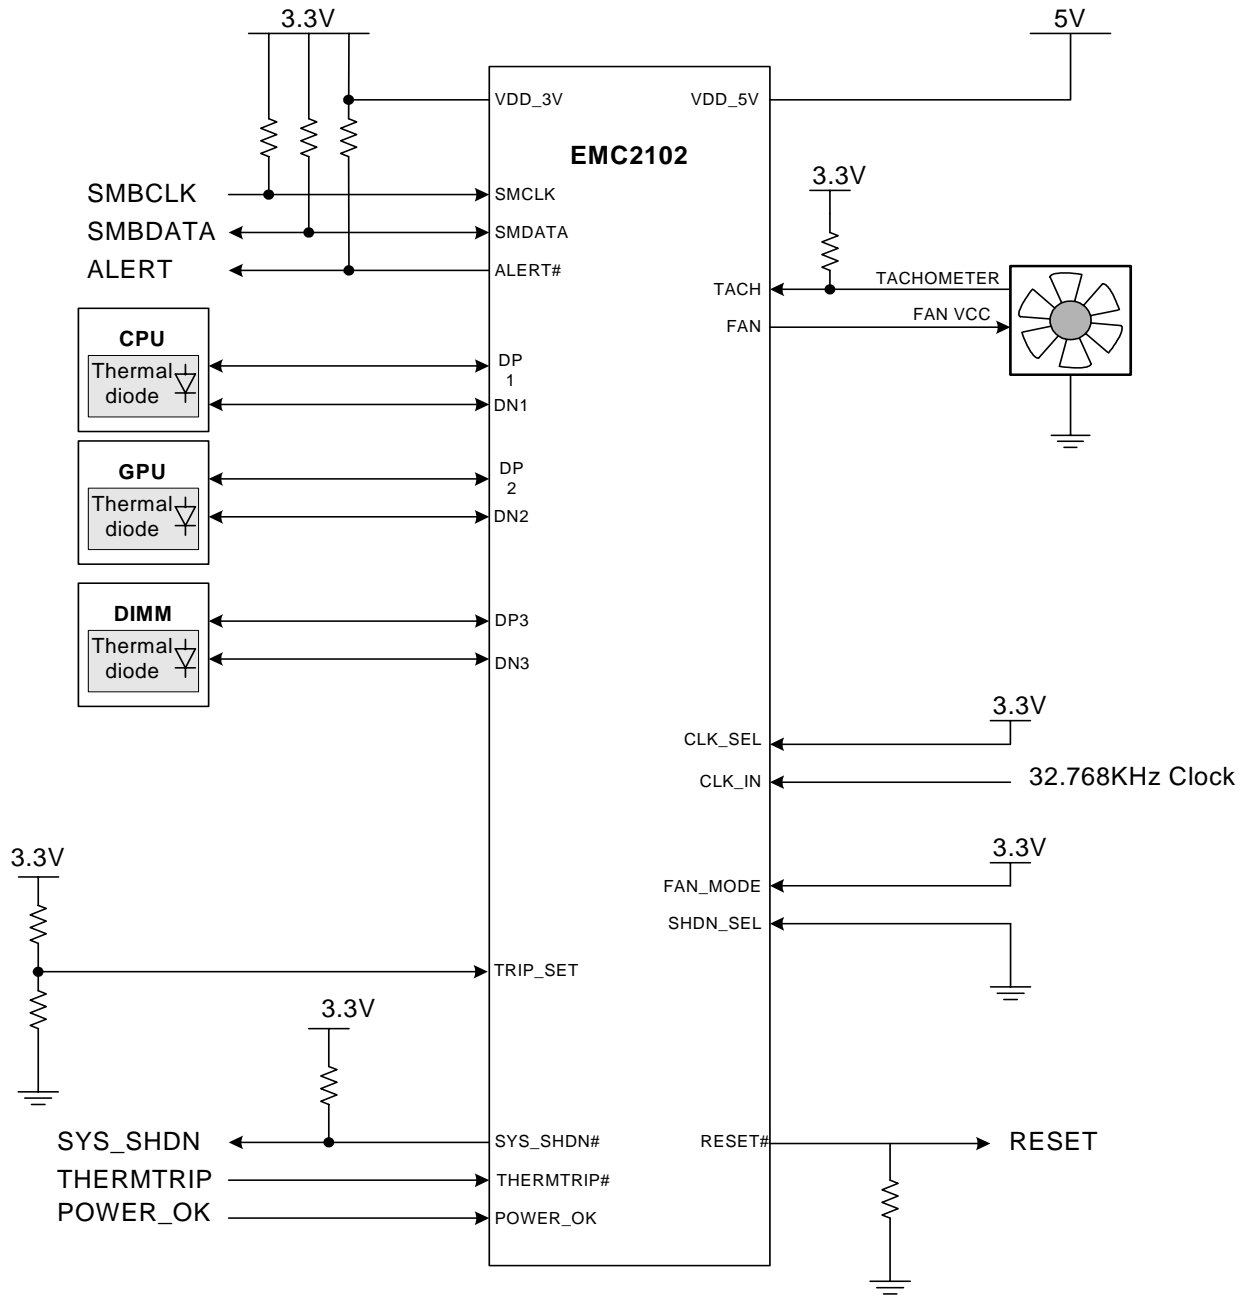 3.3V
5V
VDD_3V
VDD_5V
EMC2102
3.3V
SMBCLK
SMCLK
SMBDATA
SMDATA
ALERT
ALERT#
TACH
TACHOMETER
FAN
FAN VCC
CPU
Thermal
diode
DP
1
DN1
GPU
Thermal
diode
DP
2
DN2
DIMM
Thermal
diode
DP3
DN3
3.3V
CLK_SEL
CLK_IN
32.768KHz Clock
3.3V
3.3V
FAN_MODE
SHDN_SEL
TRIP_SET
3.3V
SYS_SHDN
SYS_SHDN#
RESET#
RESET
THERMTRIP
THERMTRIP#
POWER_OK
POWER_OK